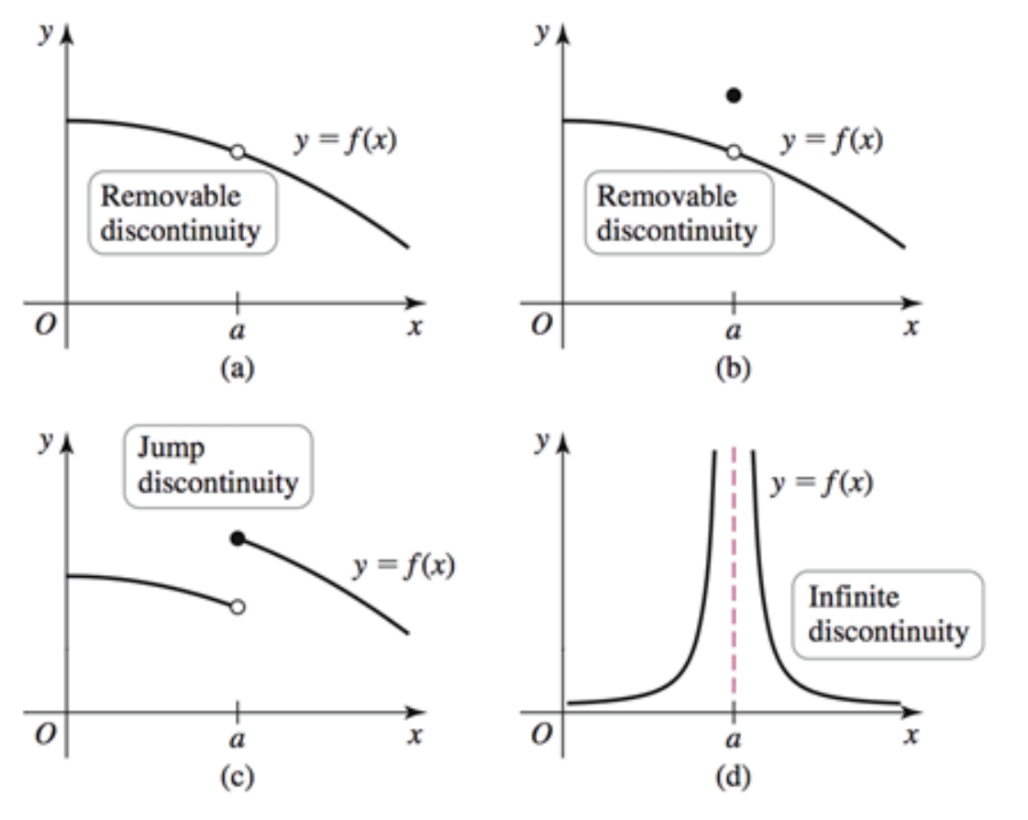 y
y = f(x)
Removable
discontinuity
O
a
x
(a)
y
y = f(x)
Removable
discontinuity
O
a
x
(b)
y
Jump
discontinuity
y = f(x)
O
a
x
(c)
y
y = f(x)
Infinite
discontinuity
O
a
x
(d)